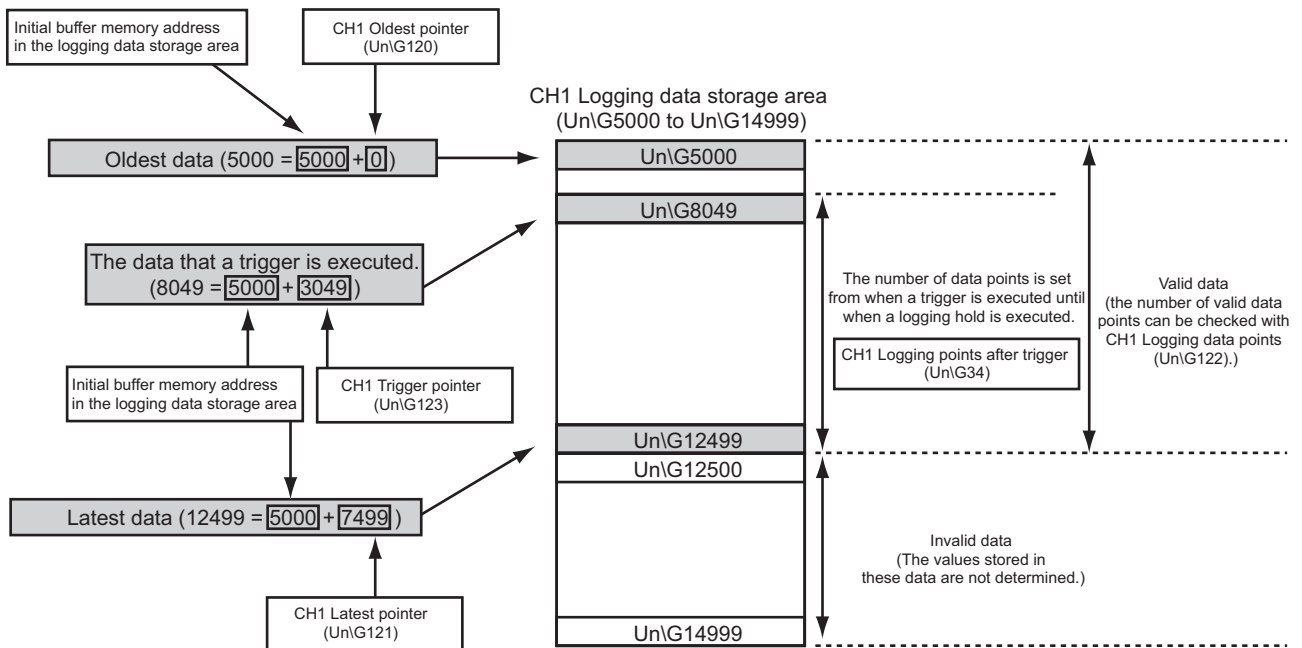 Initial buffer memory address
in the logging data storage area
CH1 Oldest pointer
(Un\G120)
CH1 Logging data storage area
(Un\G5000 to Un\G14999)
Oldest data (5000 = 5000 + 0 )
Un\G5000
Un\G8049
The data that a trigger is executed.
(8049 = 5000 + 3049 )
The number of data points is set
from when a trigger is executed until
when a logging hold is executed.
CH1 Logging points after trigger
(Un\G34)
Valid data
(the number of valid data
points can be checked with
CH1 Logging data points
(Un\G122).)
Initial buffer memory address
in the logging data storage area
CH1 Trigger pointer
(Un\G123)
Un\G12499
Un\G12500
Latest data (12499 = 5000 + 7499 )
Invalid data
(The values stored in
these data are not determined.)
CH1 Latest pointer
(Un\G121)
Un\G14999